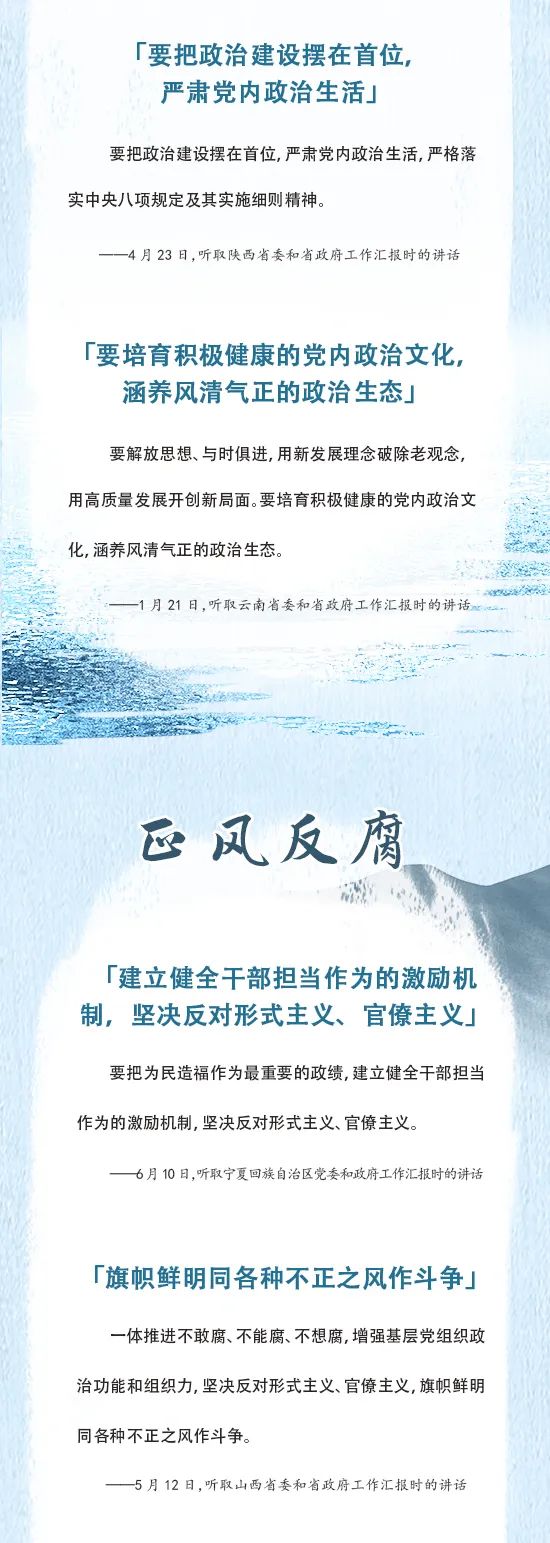 「要把政治建设摆在首位,
严肃党内政治生活」
要把政治建设摆在首位,严肃党内政治生活,严格落
实中央八项规定及其实施细则精神。
——4月23日,听取陕西省委和省政府工作汇报时的讲话
「要培育积极健康的党内政治文化,
涵养风清气正的政治生态」
要解放思想、与时俱进,用新发展理念破除老观念,
用高质量发展开创新局面。要培育积极健康的党内政治文
化,涵养风清气正的政治生态。
——1月21日,听取云南省委和省政府工作汇报时的讲话
正风反腐
「建立健全干部担当作为的激励机
制, 坚决反对形式主义、官僚主义」
要把为民造福作为最重要的政绩,建立健全干部担当
作为的激励机制,坚决反对形式主义、官僚主义。
——6月10日,听取宁夏回族自治区党委和政府工作汇报时的讲话
「旗帜鲜明同各种不正之风作斗争」
一体推进不敢腐、不能腐、不想腐,增强基层党组织政
治功能和组织力,坚决反对形式主义、官僚主义,旗帜鲜明
同各种不正之风作斗争。
——5月12日,听取山西省委和省政府工作汇报时的讲话